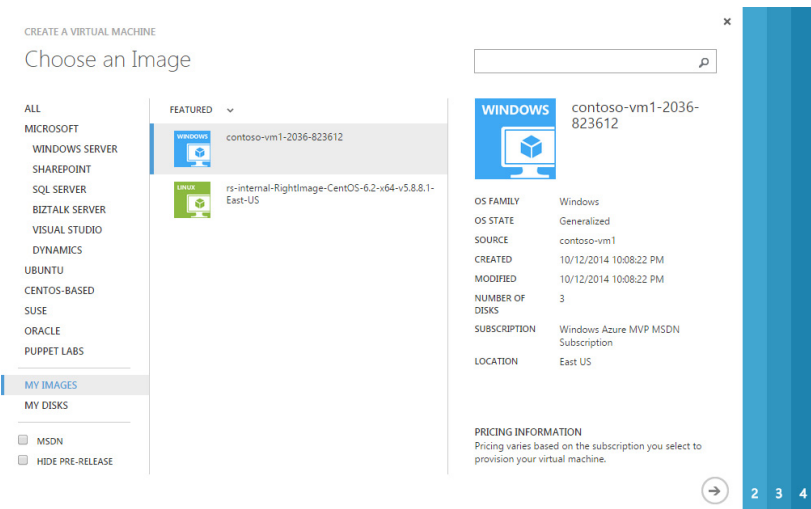 CREATE A VIRTUAL MACHINE
Choose an Image
ALL
MICROSOFT
WINDOWS SERVER
SHAREPOINT
SQL SERVER
BIZTALK SERVER
VISUAL STUDIO
DYNAMICS
UBUNTU
CENTOS-BASED
SUSE
ORACLE
PUPPET LABS
MY IMAGES
MY DISKS
MSDN
HIDE PRE-RELEASE
FEATURED
WINDOWS
contoso-vm1-2036-823612
LINUX
rs-internal-RightImage-CentOS-6.2-x64-v5.8.8.1-
East-US
WINDOWS
contoso-vm1-2036-
823612
OS FAMILY Windows
OS STATE Generalized
SOURCE contoso-vm1
CREATED 10/12/2014 10:08:22 PM
MODIFIED 10/12/2014 10:08:22 PM
NUMBER OF 3
DISKS
SUBSCRIPTION Windows Azure MVP MSDN
Subscription
LOCATION East US
PRICING INFORMATION
Pricing varies based on the subscription you select to
provision your virtual machine.
2 3 4